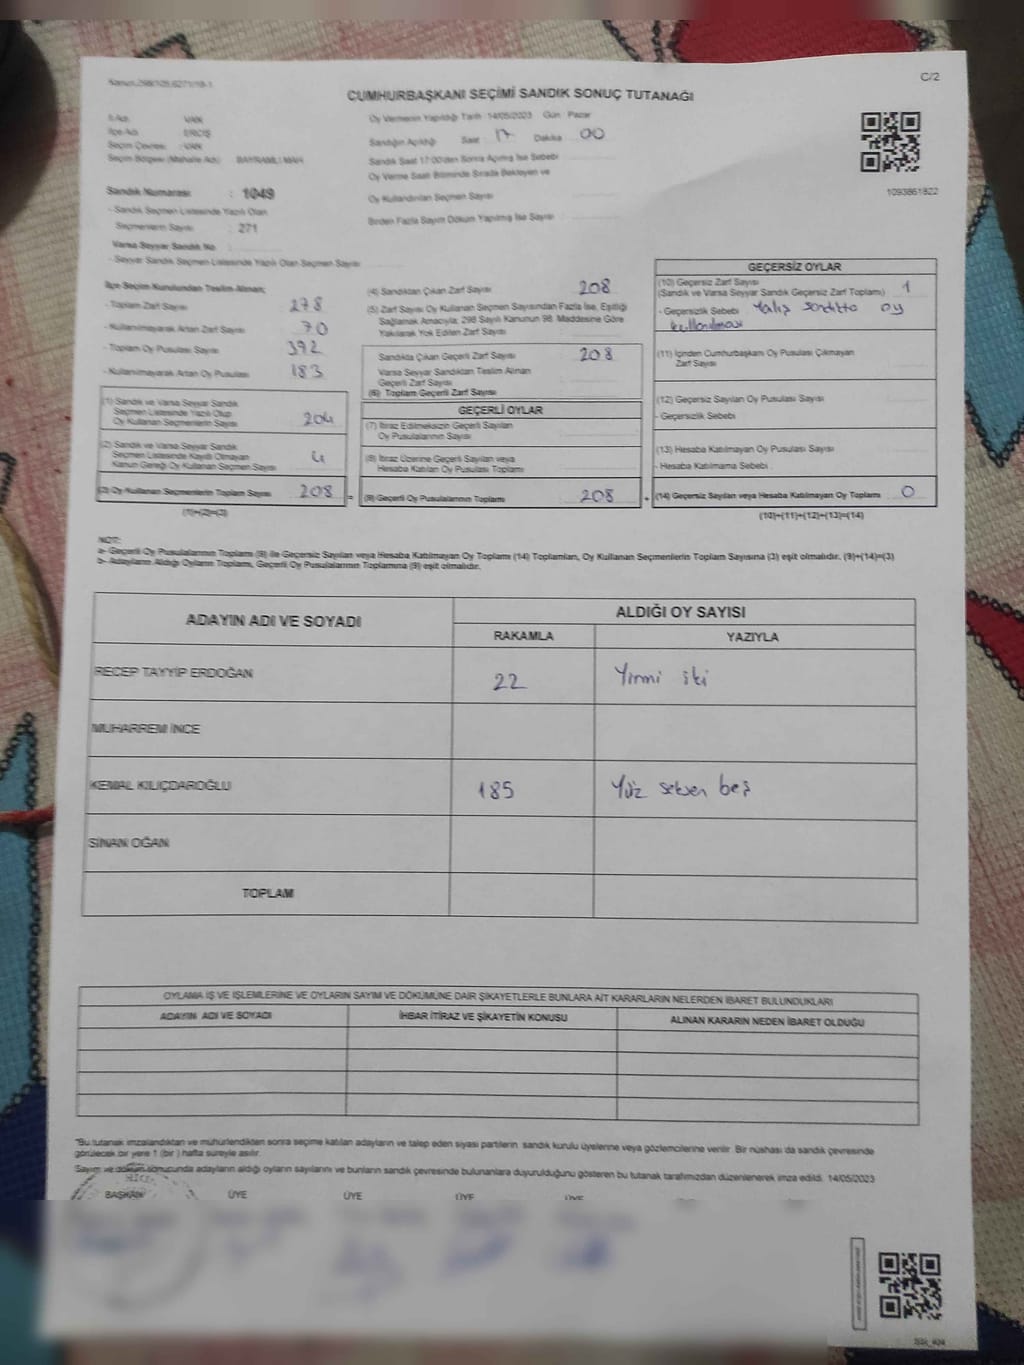 C/2
CUMHURBAŞKANI SEÇİMİ SANDIK SONUÇ TUTANAĞI
İl Adı : VAN
İlçe Adı : ERCİŞ
Seçim Çevresi : VAN
Seçim Bölgesi (Mahalle Adı) : BAYRAMLI MAH
Sandık Numarası : 1049
- Sandık Seçmen Listesinde Yazılı Olan
Seçmenlerin Sayısı : 271
Varsa Seyyar Sandık No :
- Seyyar Sandık Seçmen Listesinde Yazılı Olan Seçmen Sayısı
Oy Vermenin Yapıldığı Tarih : 14/05/2023 Gün : Pazar
Sandığın Açıldığı Saat : 17 Dakika : 00
Sandık Saat 17:00'den Sonra Açılmış İse Sebebi
Oy Verme Saati Bitiminde Sırada Bekleyen ve
Oy Kullandırılan Seçmen Sayısı
Birden Fazla Sayım Döküm Yapılmış İse Sayısı :
1093861822
İlçe Seçim Kurulundan Teslim Alınan;
- Toplam Zarf Sayısı 278
- Kullanılmayarak Artan Zarf Sayısı 70
- Toplam Oy Pusulası Sayısı 392
- Kullanılmayarak Artan Oy Pusulası 183
(1) Sandık ve Varsa Seyyar Sandık
Seçmen Listesinde Yazılı Olup
Oy Kullanan Seçmenlerin Sayısı 204
(2) Sandık ve Varsa Seyyar Sandık
Seçmen Listesinde Kaydı Olmayan
Kanun Gereği Oy Kullanan Seçmen Sayısı 4
(3) Oy Kullanan Seçmenlerin Toplam Sayısı 208 =
(1)+(2)=(3)
(4) Sandıktan Çıkan Zarf Sayısı 208
(5) Zarf Sayısı Oy Kullanan Seçmen Sayısından Fazla İse, Eşitliği
Sağlamak Amacıyla; 298 Sayılı Kanunun 98. Maddesine Göre
Yakılarak Yok Edilen Zarf Sayısı
Sandıkta Çıkan Geçerli Zarf Sayısı 208
Varsa Seyyar Sandıktan Teslim Alınan
Geçerli Zarf Sayısı
(6) Toplam Geçerli Zarf Sayısı
GEÇERLİ OYLAR
(7) İtiraz Edilmeksizin Geçerli Sayılan
Oy Pusulalarının Sayısı
(8) İtiraz Üzerine Geçerli Sayılan veya
Hesaba Katılan Oy Pusulası Toplamı
(9) Geçerli Oy Pusulalarının Toplamı 208 +
GEÇERSİZ OYLAR
(10) Geçersiz Zarf Sayısı
(Sandık ve Varsa Seyyar Sandık Geçersiz Zarf Toplamı) 1
- Geçersizlik Sebebi : Yalış sandıkta oy
kullanılması
(11) İçinden Cumhurbaşkanı Oy Pusulası Çıkmayan
Zarf Sayısı
(12) Geçersiz Sayılan Oy Pusulası Sayısı
- Geçersizlik Sebebi
(13) Hesaba Katılmayan Oy Pusulası Sayısı
- Hesaba Katılmama Sebebi
(14) Geçersiz Sayılan veya Hesaba Katılmayan Oy Toplamı 0
(10)+(11)+(12)+(13)=(14)
NOT:
a- Geçerli Oy Pusulalarının Toplamı (9) ile Geçersiz Sayılan veya Hesaba Katılmayan Oy Toplamı (14) Toplamları, Oy Kullanan Seçmenlerin Toplam Sayısına (3) eşit olmalıdır. (9)+(14)=(3)
b- Adayların Aldığı Oyların Toplamı, Geçerli Oy Pusulalarının Toplamına (9) eşit olmalıdır.
ADAYIN ADI VE SOYADI
ALDIĞI OY SAYISI
RAKAMLA YAZIYLA
RECEP TAYYİP ERDOĞAN 22 Yirmi iki
MUHARREM İNCE
KEMAL KILIÇDAROĞLU 185 Yüz seksen beş
SİNAN OĞAN
TOPLAM
OYLAMA İŞ VE İŞLEMLERİNE VE OYLARIN SAYIM VE DÖKÜMÜNE DAİR ŞİKAYETLERLE BUNLARA AİT KARARLARIN NELERDEN İBARET BULUNDUKLARI
ADAYIN ADI VE SOYADI İHBAR İTİRAZ VE ŞİKAYETİN KONUSU ALINAN KARARIN NEDEN İBARET OLDUĞU
*Bu tutanak imzalandıktan ve mühürlendikten sonra seçime katılan adayların ve talep eden siyasi partilerin sandık kurulu üyelerine veya gözlemcilerine verilir. Bir nüshası da sandık çevresinde
görülecek bir yere 1 (bir ) hafta süreyle asılır.
Sayım ve döküm sonucunda adayların aldığı oyların sayılarını ve bunların sandık çevresinde bulunanlara duyurulduğunu gösteren bu tutanak tarafımızdan düzenlenerek imza edildi. 14/05/2023
BAŞKAN ÜYE ÜYE ÜYE ÜYE